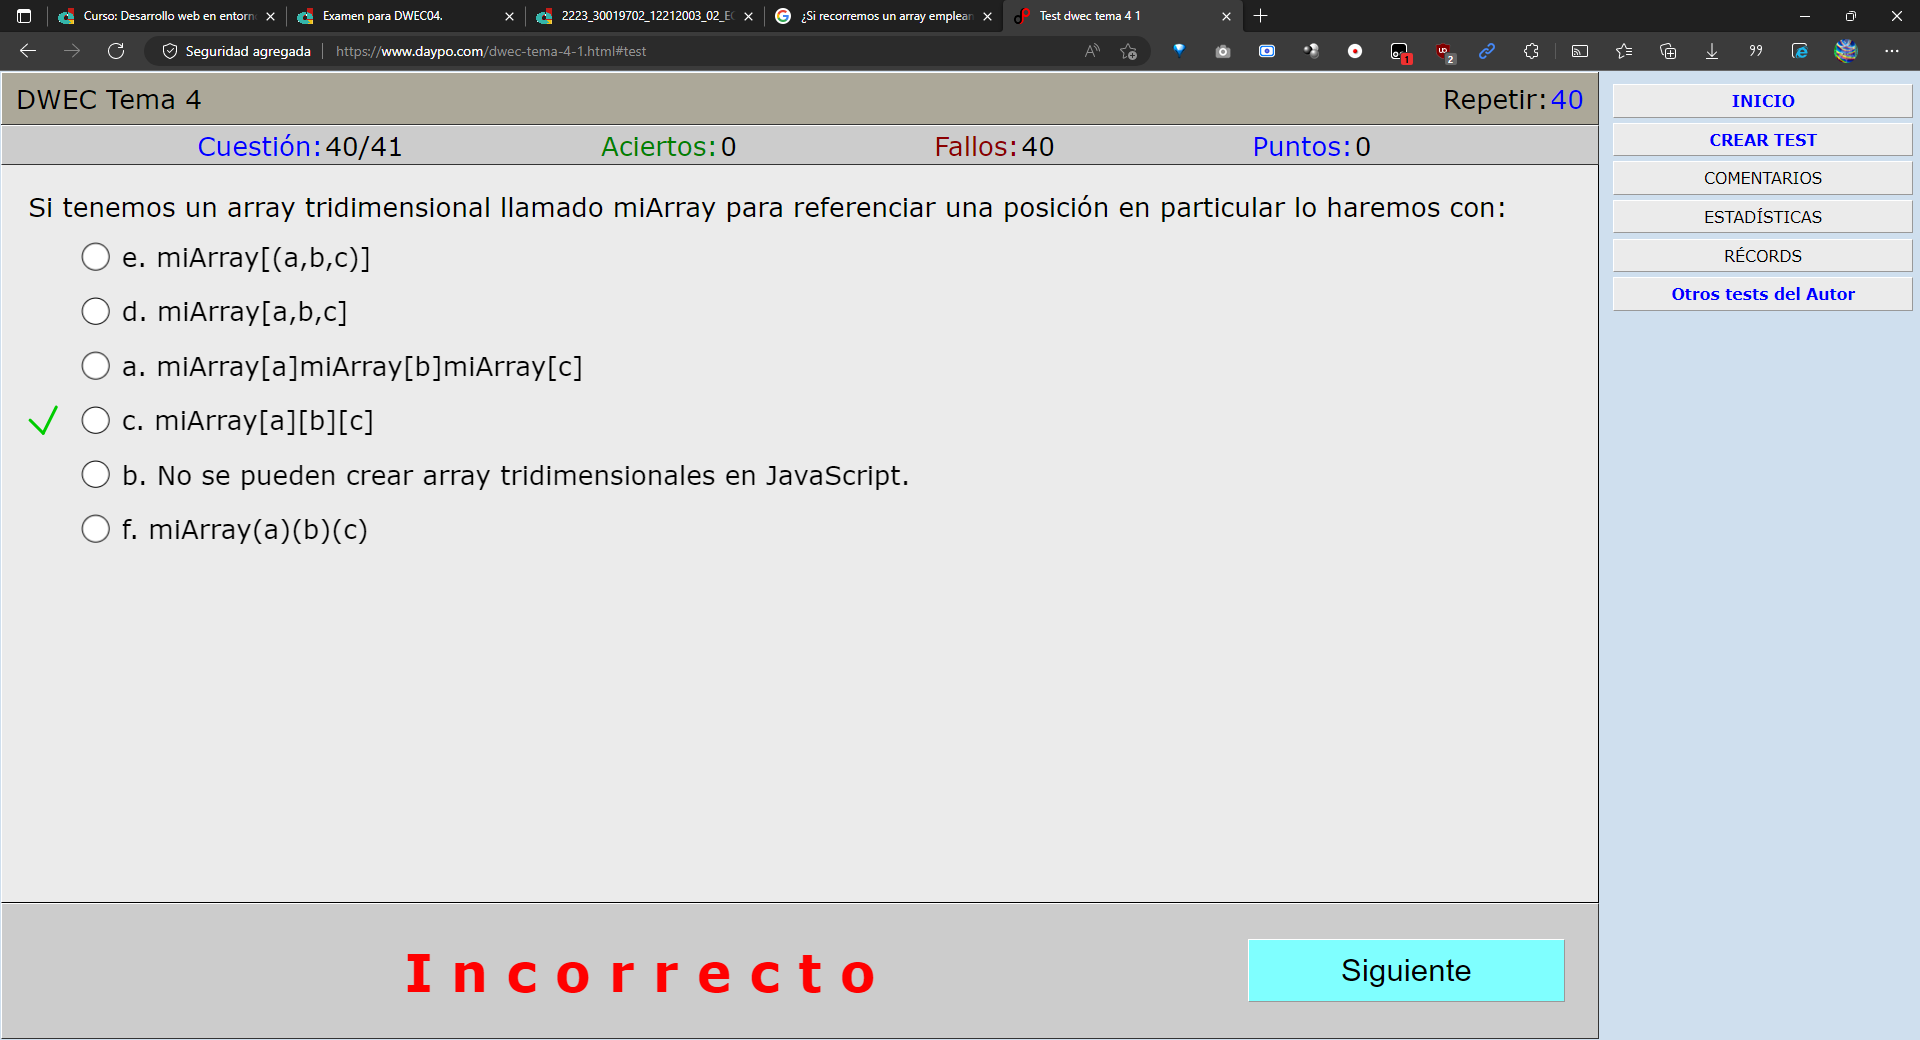 Curso: Desarrollo web en entorn
Examen para DWEC04.
2223_30019702_12212003_02_EC
¿Si recorremos un array emplean
Test dwec tema 4 1
Seguridad agregada
https://www.daypo.com/dwec-tema-4-1.html#test
1
2
DWEC Tema 4
Repetir: 40
Cuestión: 40/41
Aciertos: 0
Fallos: 40
Puntos: 0
Si tenemos un array tridimensional llamado miArray para referenciar una posición en particular lo haremos con:
e. miArray[(a,b,c)]
d. miArray[a,b,c]
a. miArray[a]miArray[b]miArray[c]
c. miArray[a][b][c]
b. No se pueden crear array tridimensionales en JavaScript.
f. miArray(a)(b)(c)
Incorrecto
Siguiente
INICIO
CREAR TEST
COMENTARIOS
ESTADÍSTICAS
RÉCORDS
Otros tests del Autor